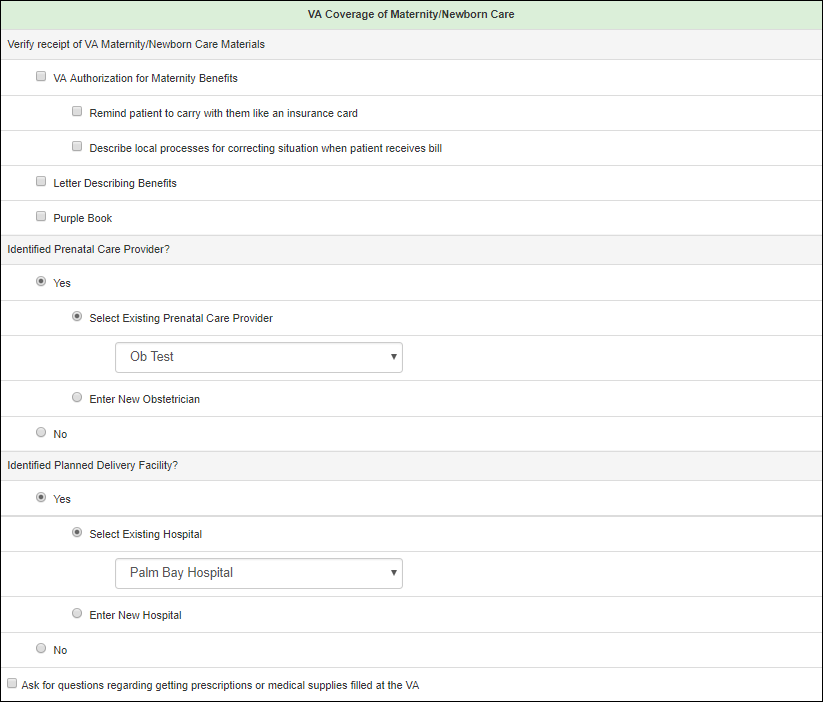 VA Coverage of Maternity/Newborn Care
Verify receipt of VA Maternity/Newborn Care Materials
VA Authorization for Maternity Benefits
Remind patient to carry with them like an insurance card
Describe local processes for correcting situation when patient receives bill
Letter Describing Benefits
Purple Book
Identified Prenatal Care Provider?
Yes
Select Existing Prenatal Care Provider
Ob Test
Enter New Obstetrician
No
Identified Planned Delivery Facility?
Yes
Select Existing Hospital
Palm Bay Hospital
Enter New Hospital
No
Ask for questions regarding getting prescriptions or medical supplies filled at the VA